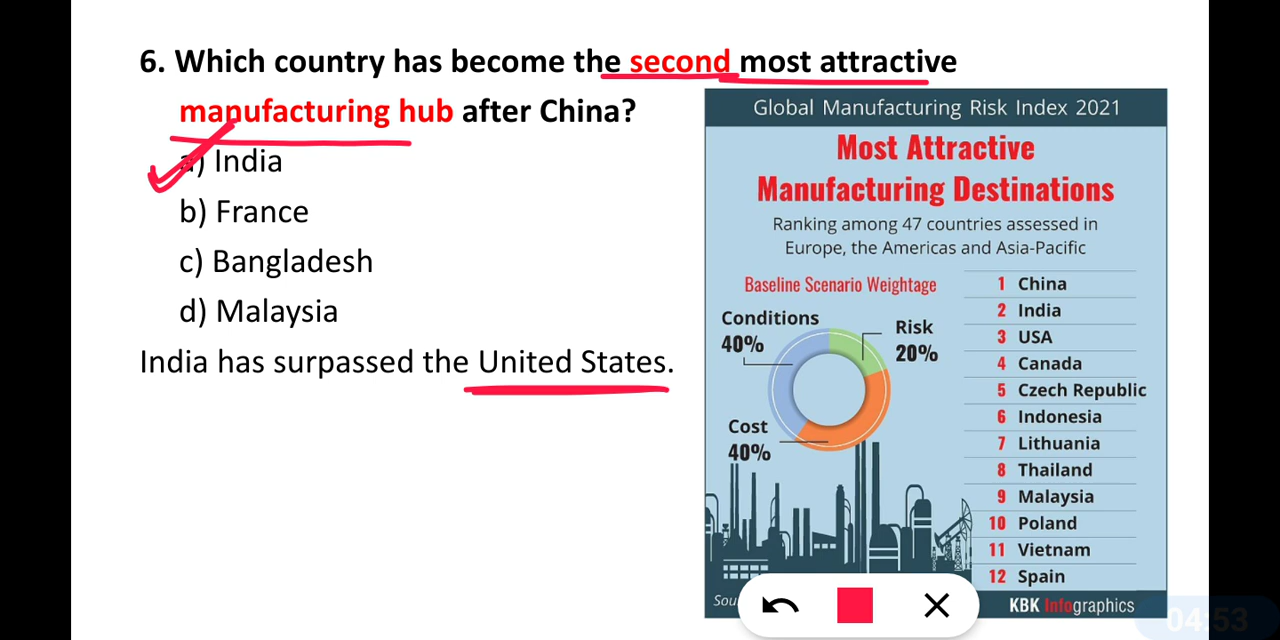 6. Which country has become the second most attractive
manufacturing hub after China?
a) India
b) France
c) Bangladesh
d) Malaysia
India has surpassed the United States.
Global Manufacturing Risk Index 2021
Most Attractive
Manufacturing Destinations
Ranking among 47 countries assessed in
Europe, the Americas and Asia-Pacific
Baseline Scenario Weightage
Conditions
40%
Risk
20%
Cost
40%
1 China
2 India
3 USA
4 Canada
5 Czech Republic
6 Indonesia
7 Lithuania
8 Thailand
9 Malaysia
10 Poland
11 Vietnam
12 Spain
KBK Infographics
04:53